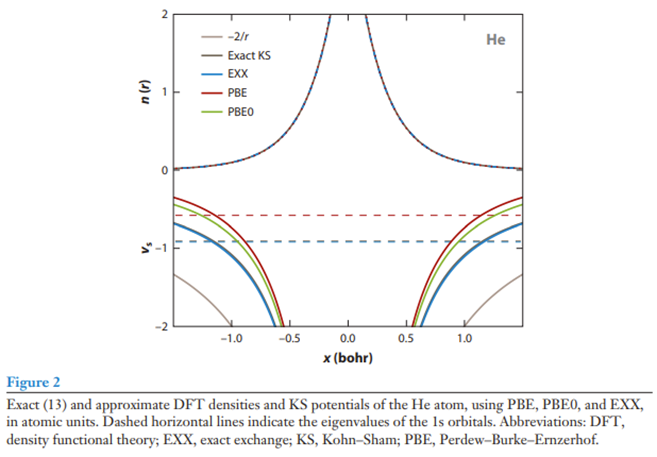 2
–2/r
Exact KS
EXX
PBE
PBE0
He
n (r)
1
0
vs
–1
–2
–1.0 –0.5 0.0 0.5 1.0
x (bohr)
Figure 2
Exact (13) and approximate DFT densities and KS potentials of the He atom, using PBE, PBE0, and EXX,
in atomic units. Dashed horizontal lines indicate the eigenvalues of the 1s orbitals. Abbreviations: DFT,
density functional theory; EXX, exact exchange; KS, Kohn–Sham; PBE, Perdew–Burke–Ernzerhof.